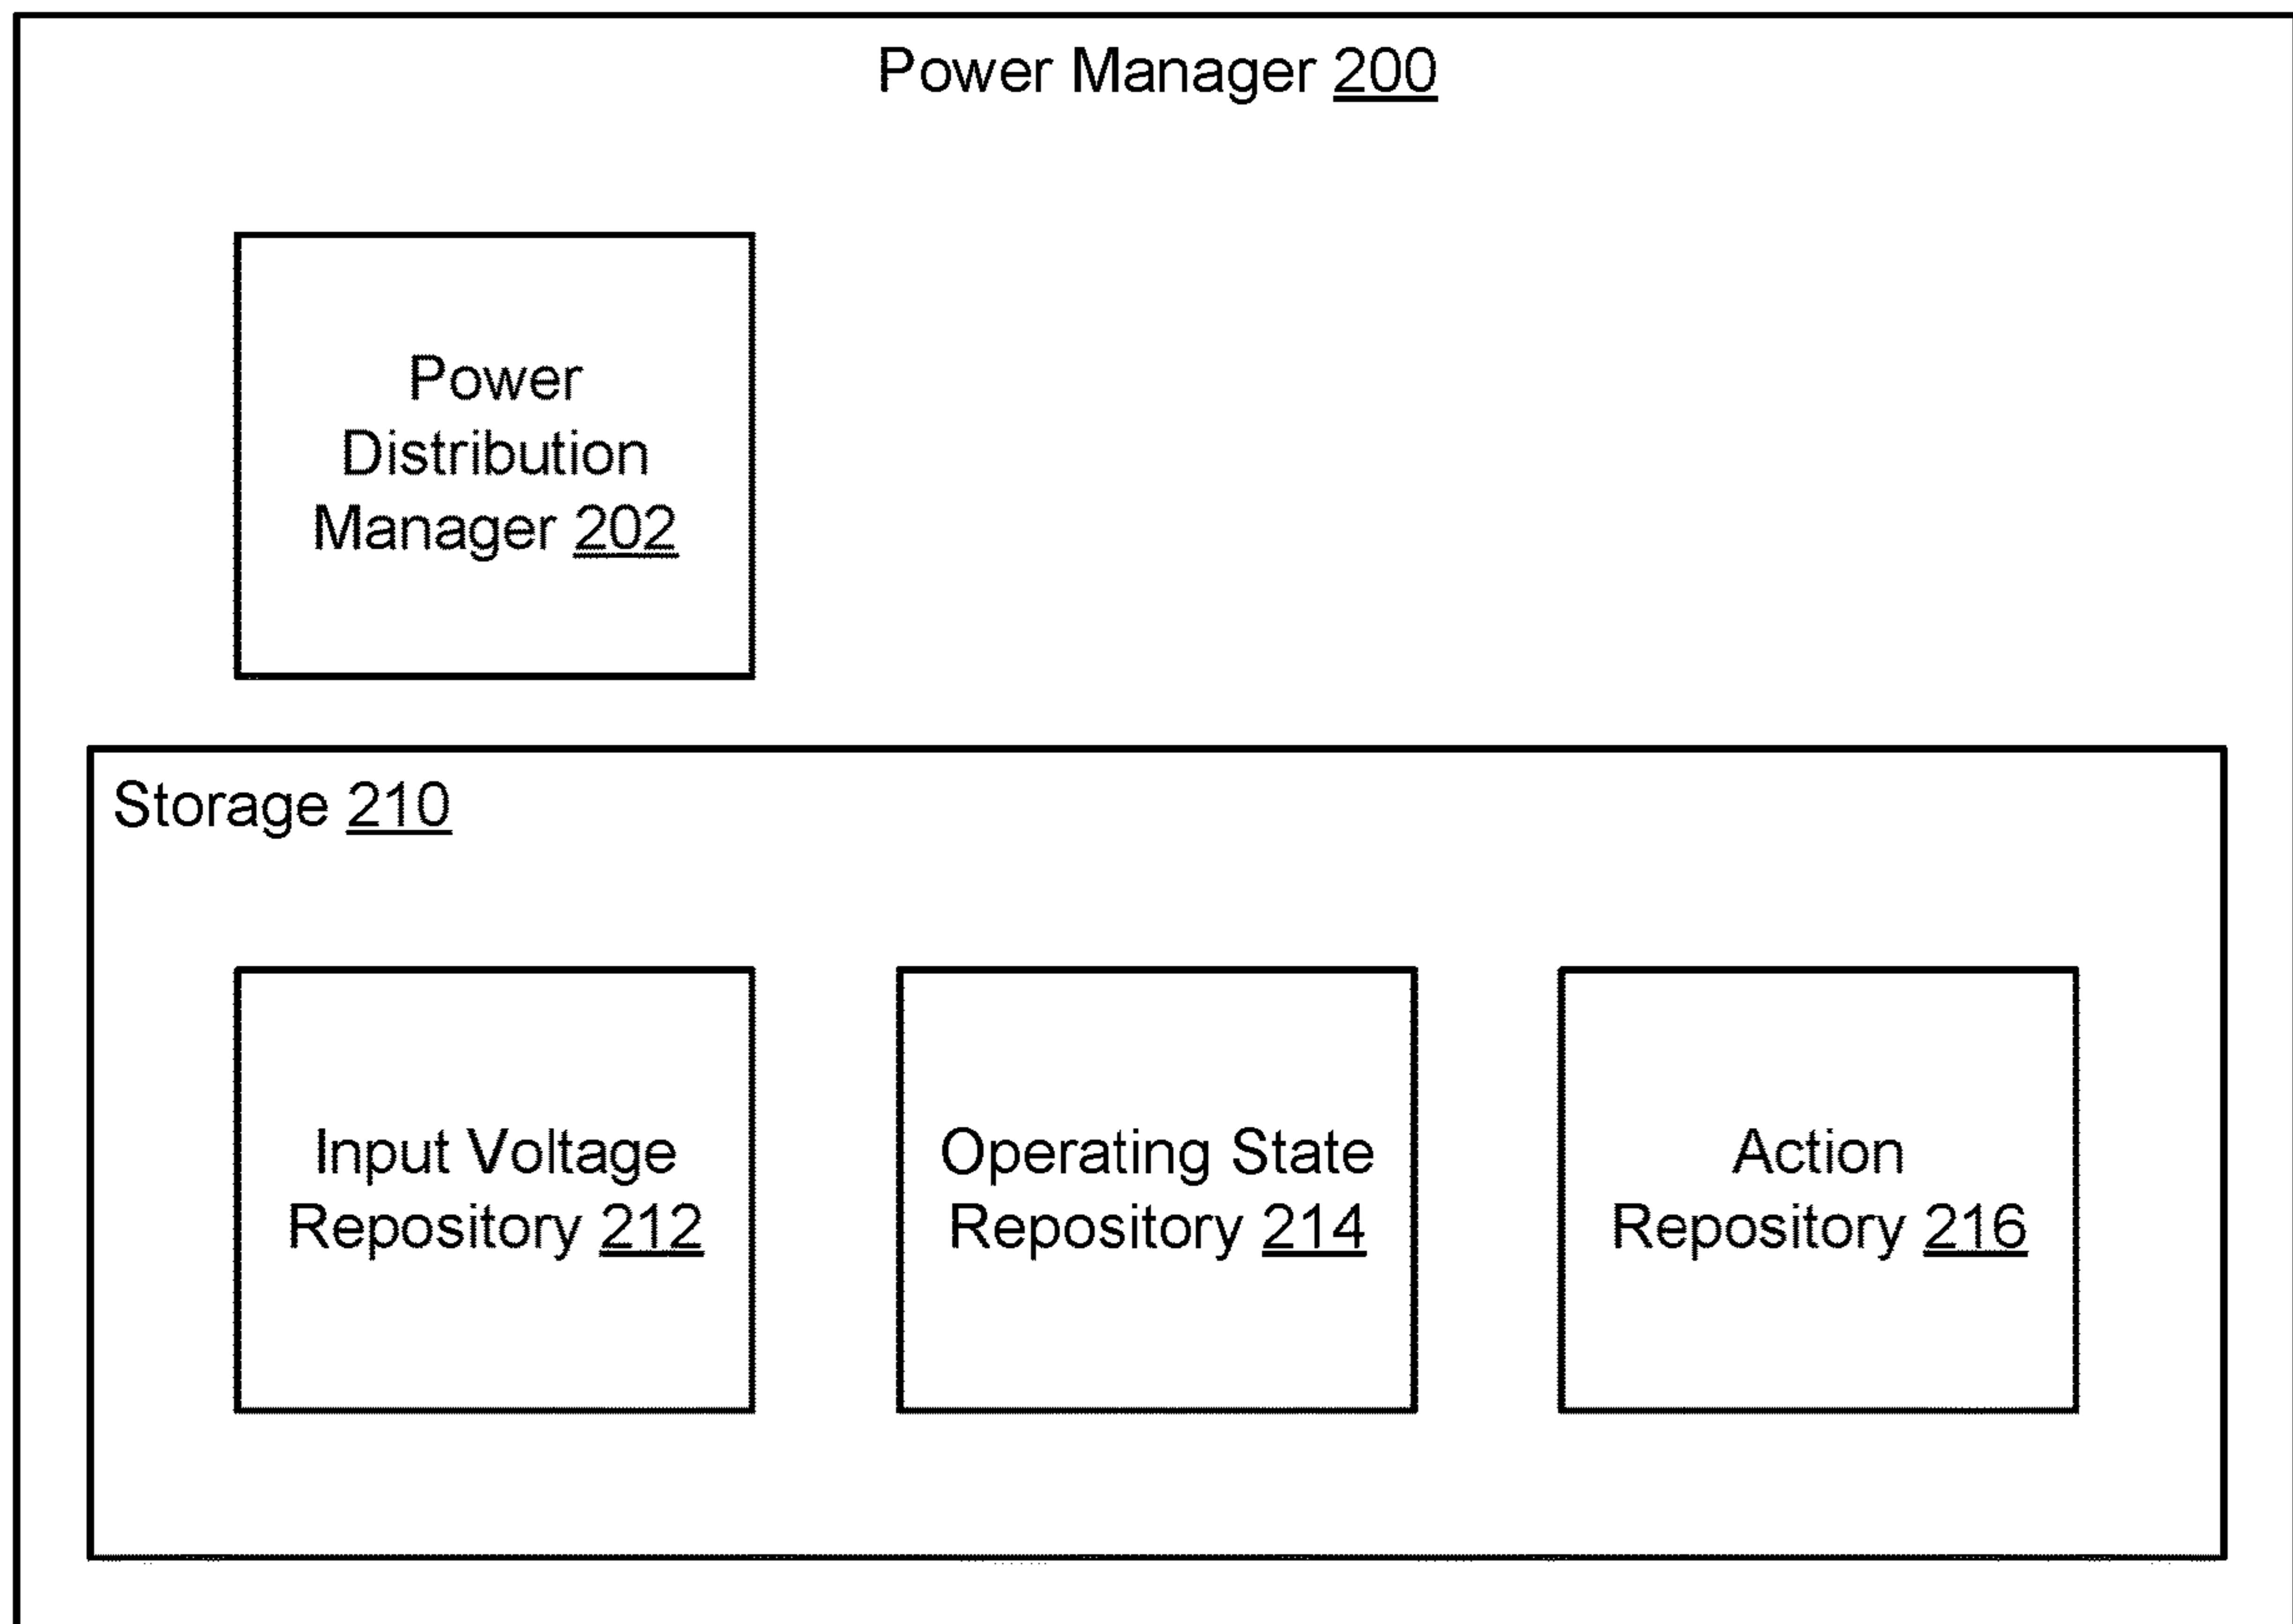 Power Manager 200
Power
Distribution
Manager 202
Storage 210
Input Voltage
Repository 212
Operating State
Repository 214
Action
Repository 216